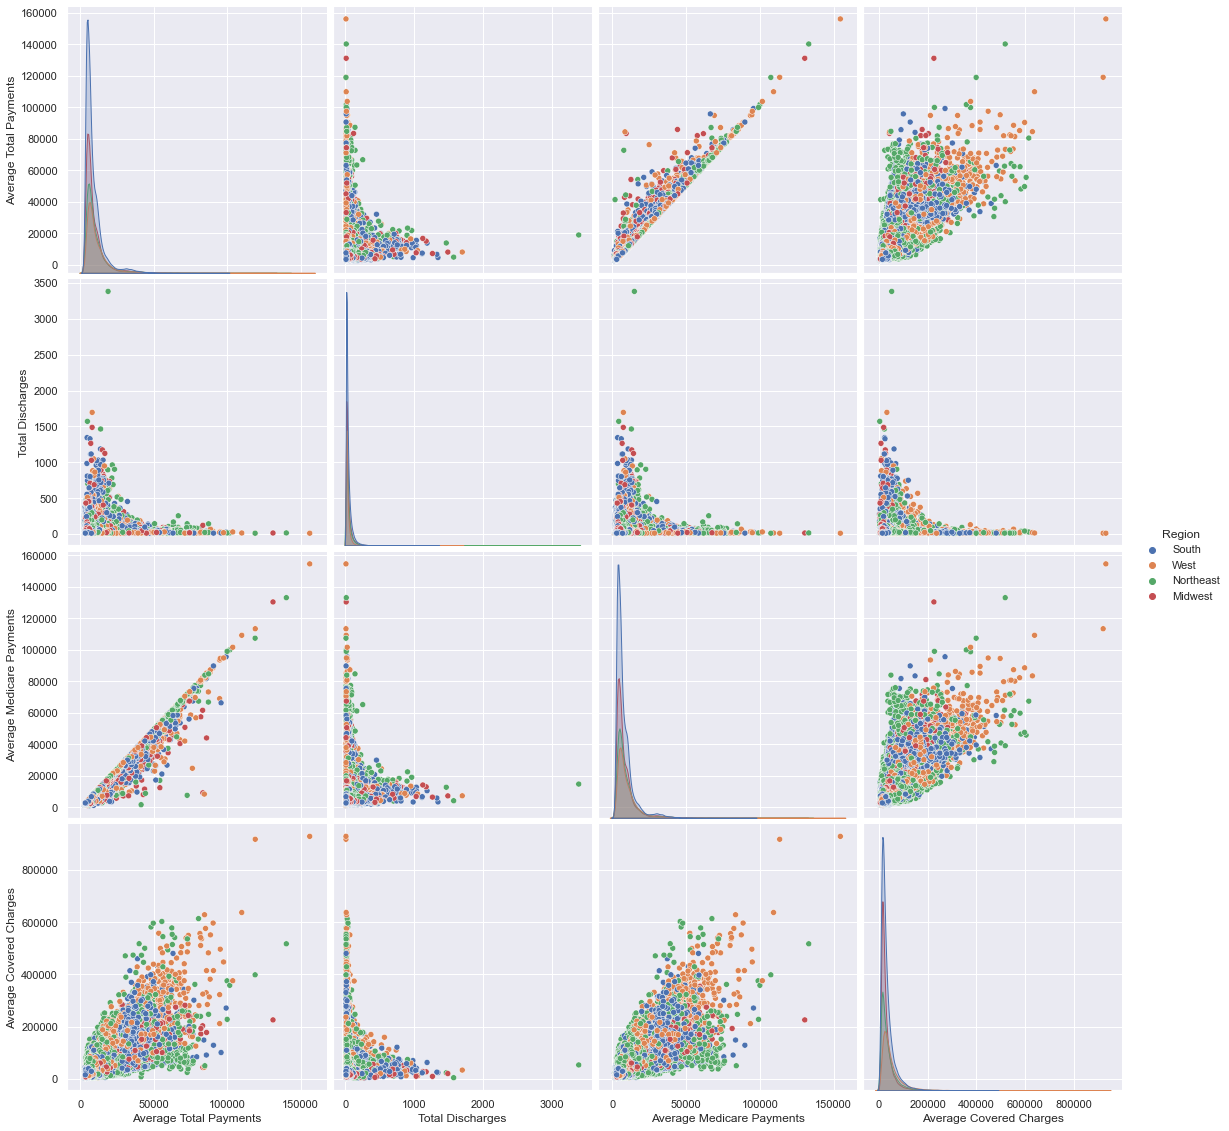 160000
140000
120000
100000
80000
60000
40000
20000
0
Average Total Payments
3500
3000
2500
2000
1500
1000
500
0
Total Discharges
160000
140000
120000
100000
80000
60000
40000
20000
0
Average Medicare Payments
800000
600000
400000
200000
0
Average Covered Charges
0 50000 100000 150000
Average Total Payments
0 1000 2000 3000
Total Discharges
0 50000 100000 150000
Average Medicare Payments
0 200000 400000 600000 800000
Average Covered Charges
Region
South
West
Northeast
Midwest